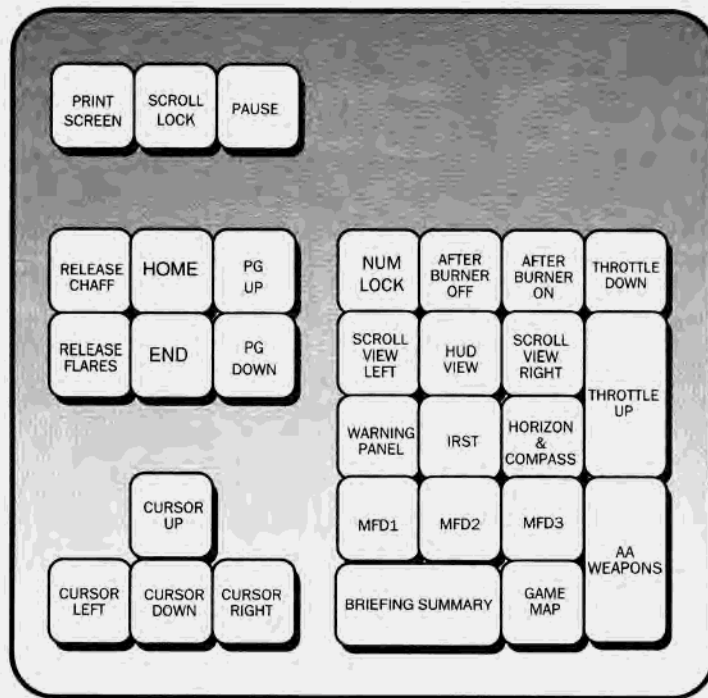 PRINT
SCREEN
SCROLL
LOCK
PAUSE
RELEASE
CHAFF
HOME
PG
UP
RELEASE
FLARES
END
PG
DOWN
CURSOR
UP
CURSOR
LEFT
CURSOR
DOWN
CURSOR
RIGHT
NUM
LOCK
AFTER
BURNER
OFF
AFTER
BURNER
ON
THROTTLE
DOWN
SCROLL
VIEW
LEFT
HUD
VIEW
SCROLL
VIEW
RIGHT
THROTTLE
UP
WARNING
PANEL
IRST
HORIZON
&
COMPASS
MFD1
MFD2
MFD3
AA
WEAPONS
BRIEFING SUMMARY
GAME
MAP